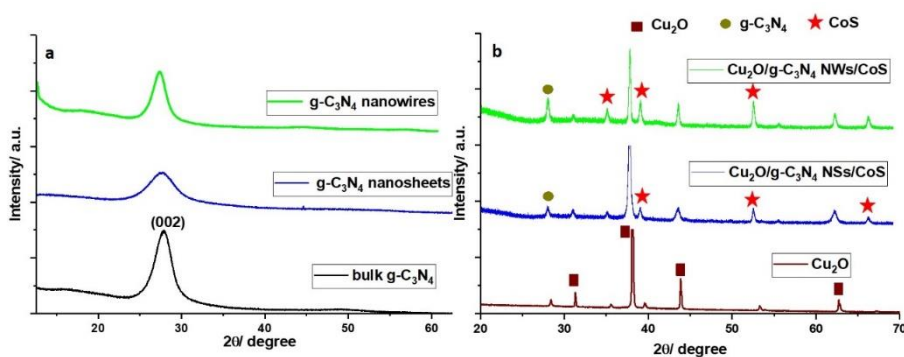 a
Intensity/ a.u.
g-C₃N₄ nanowires
g-C₃N₄ nanosheets
(002)
bulk g-C₃N₄
20 30 40 50 60
2θ/ degree
Cu₂O g-C₃N₄ CoS
b
Intensity/ a.u.
Cu₂O/g-C₃N₄ NWs/CoS
Cu₂O/g-C₃N₄ NSs/CoS
Cu₂O
20 30 40 50 60 70
2θ/ degree